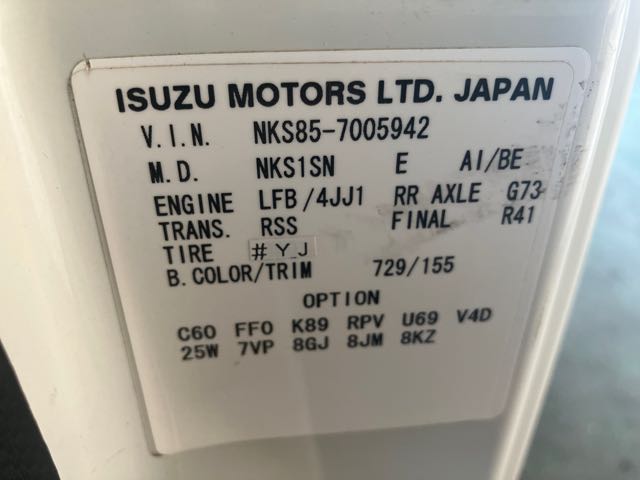 ISUZU MOTORS LTD. JAPAN
V.I.N. NKS85-7005942
M.D. NKS1SN E AI/BE
ENGINE LFB/4JJ1 RR AXLE G73
TRANS. RSS FINAL R41
TIRE #Y_J
B.COLOR/TRIM 729/155
OPTION
C60 FF0 K89 RPV U69 V4D
25W 7VP 8GJ 8JM 8KZ